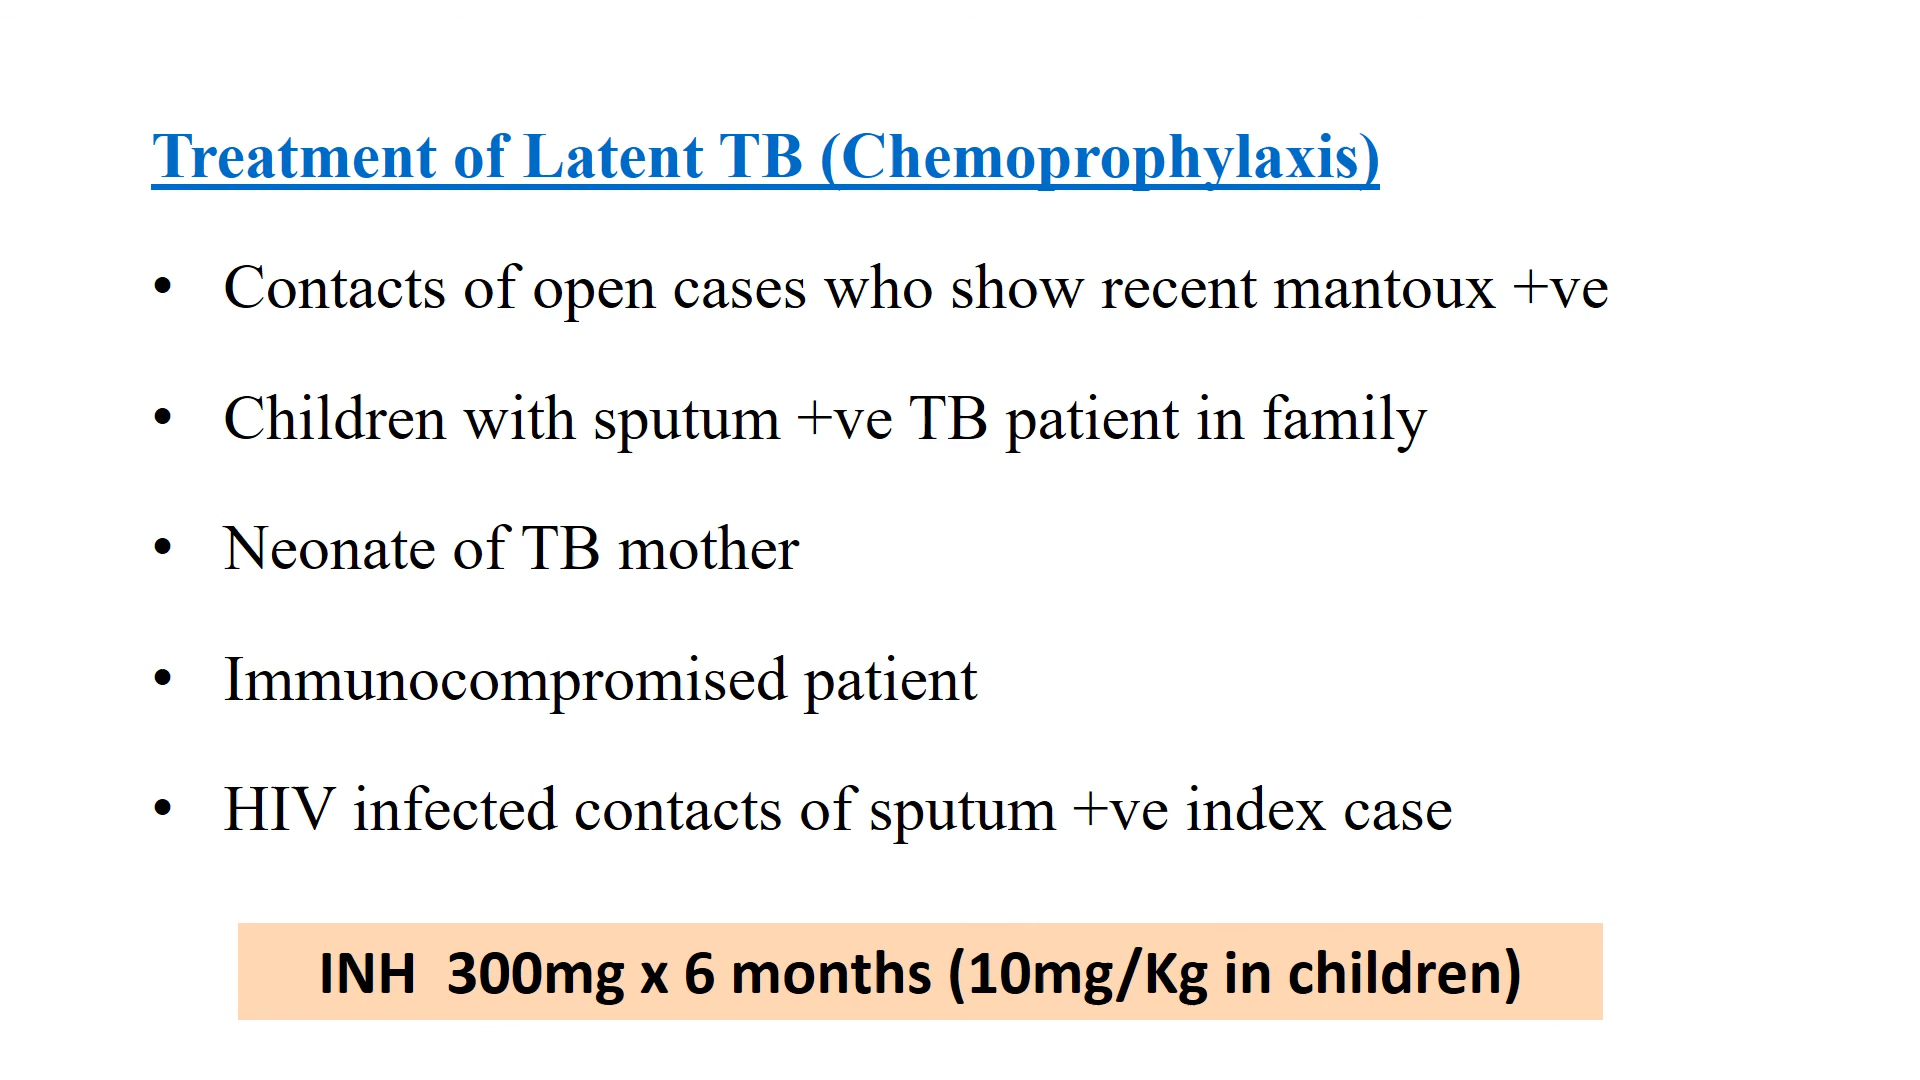 Treatment of Latent TB (Chemoprophylaxis)
• Contacts of open cases who show recent mantoux +ve
• Children with sputum +ve TB patient in family
• Neonate of TB mother
• Immunocompromised patient
• HIV infected contacts of sputum +ve index case
INH  300mg x 6 months (10mg/Kg in children)